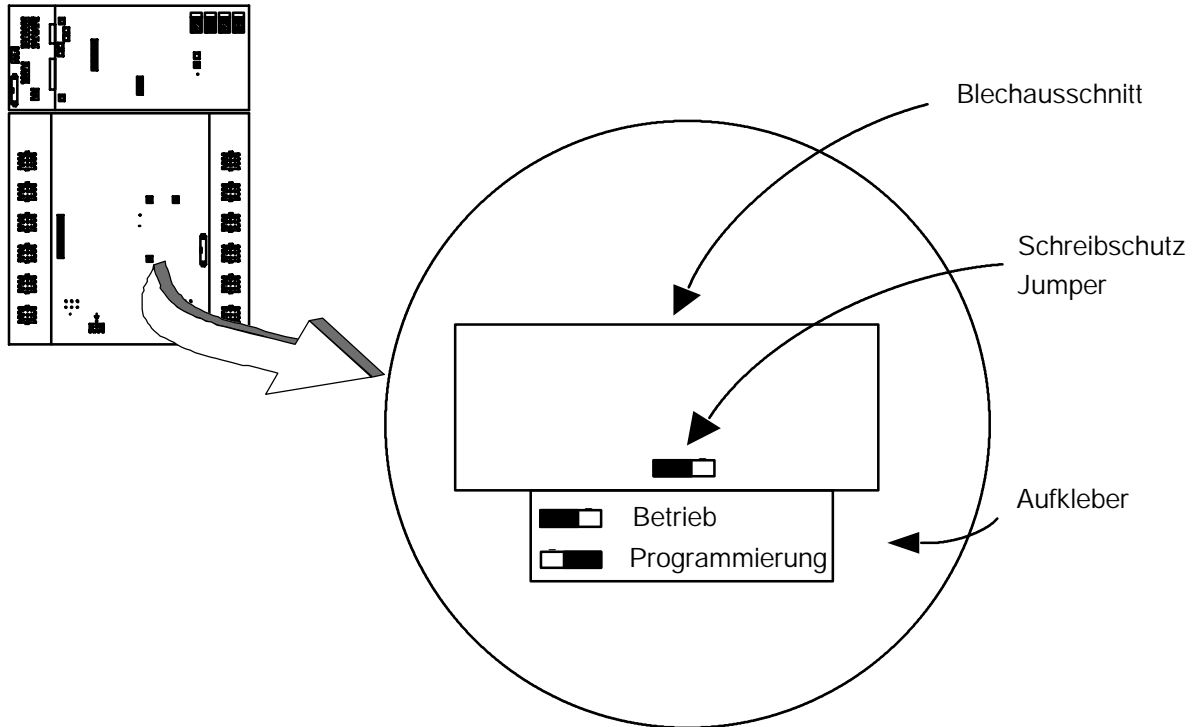 Blechausschnitt
Schreibschutz
Jumper
Aufkleber
Betrieb
Programmierung